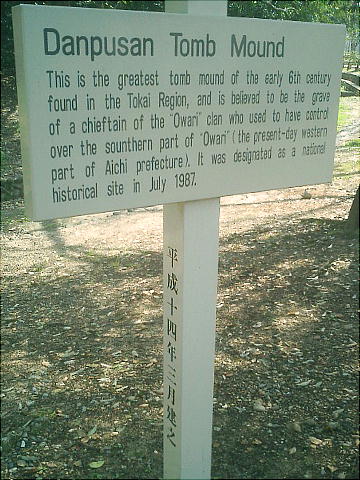 Danpusan Tomb Mound
This is the greatest tomb mound of the early 6th century
found in the Tokai Region, and is believed to be the grave
of a chieftain of the "Owari" clan who used to have control
over the sounthern part of "Owari" (the present-day western
part of Aichi prefecture). It was designated as a national
historical site in July 1987.
平成十四年三月建之